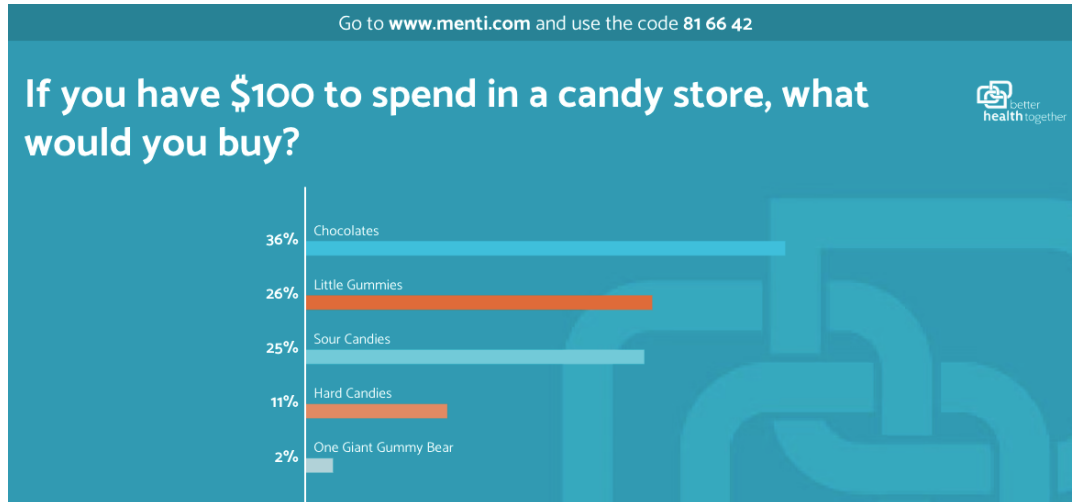 Go to www.menti.com and use the code 81 66 42
If you have $100 to spend in a candy store, what
would you buy?
better
health together
Chocolates
36%
Little Gummies
26%
Sour Candies
25%
Hard Candies
11%
One Giant Gummy Bear
2%